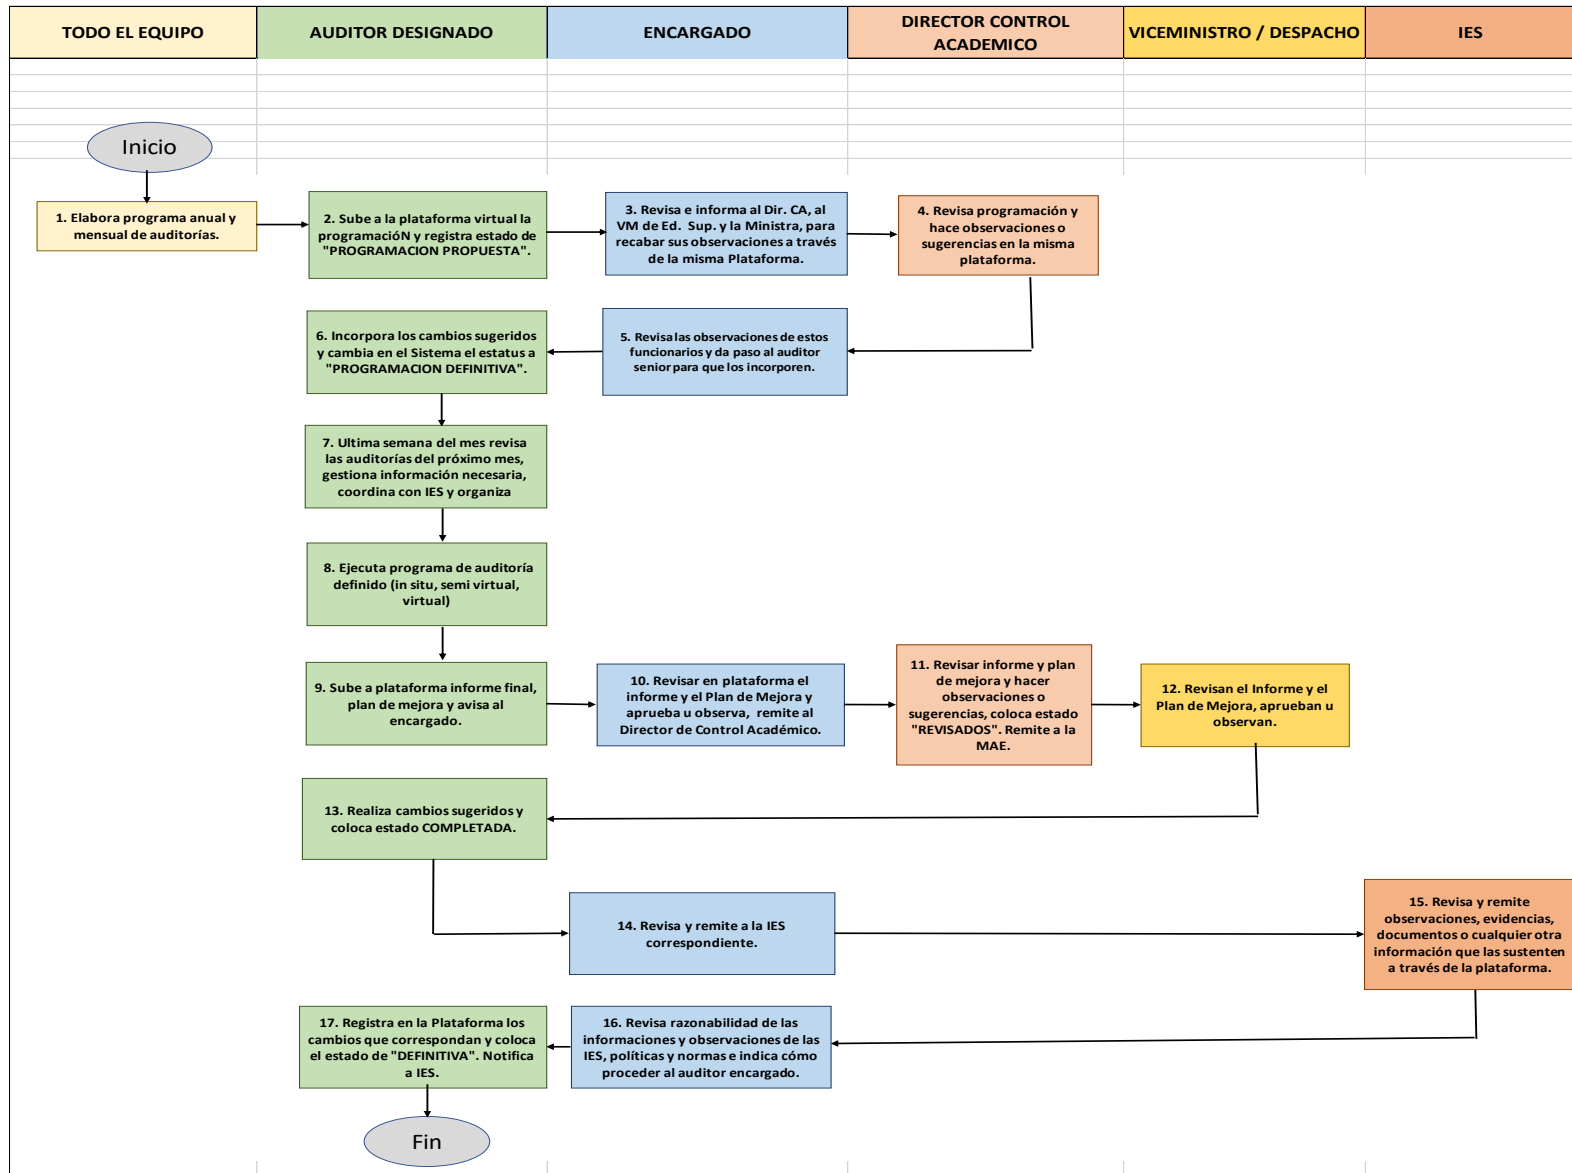 TODO EL EQUIPO
AUDITOR DESIGNADO
ENCARGADO
DIRECTOR CONTROL
ACADEMICO
VICEMINISTRO / DESPACHO
IES
Inicio
1. Elabora programa anual y
mensual de auditorías.
2. Sube a la plataforma virtual la
programacióN y registra estado de
"PROGRAMACION PROPUESTA".
3. Revisa e informa al Dir. CA, al
VM de Ed. Sup. y la Ministra, para
recabar sus observaciones a través
de la misma Plataforma.
4. Revisa programación y
hace observaciones o
sugerencias en la misma
plataforma.
6. Incorpora los cambios sugeridos
y cambia en el Sistema el estatus a
"PROGRAMACION DEFINITIVA".
5. Revisa las observaciones de estos
funcionarios y da paso al auditor
senior para que los incorporen.
7. Ultima semana del mes revisa
las auditorías del próximo mes,
gestiona información necesaria,
coordina con IES y organiza
8. Ejecuta programa de auditoría
definido (in situ, semi virtual,
virtual)
9. Sube a plataforma informe final,
plan de mejora y avisa al
encargado.
10. Revisar en plataforma el
informe y el Plan de Mejora y
aprueba u observa, remite al
Director de Control Académico.
11. Revisar informe y plan
de mejora y hacer
observaciones o
sugerencias, coloca estado
"REVISADOS". Remite a la
MAE.
12. Revisan el Informe y el
Plan de Mejora, aprueban u
observan.
13. Realiza cambios sugeridos y
coloca estado COMPLETADA.
14. Revisa y remite a la IES
correspondiente.
15. Revisa y remite
observaciones, evidencias,
documentos o cualquier otra
información que las sustenten
a través de la plataforma.
17. Registra en la Plataforma los
cambios que correspondan y coloca
el estado de "DEFINITIVA". Notifica
a IES.
16. Revisa razonabilidad de las
informaciones y observaciones de las
IES, políticas y normas e indica cómo
proceder al auditor encargado.
Fin